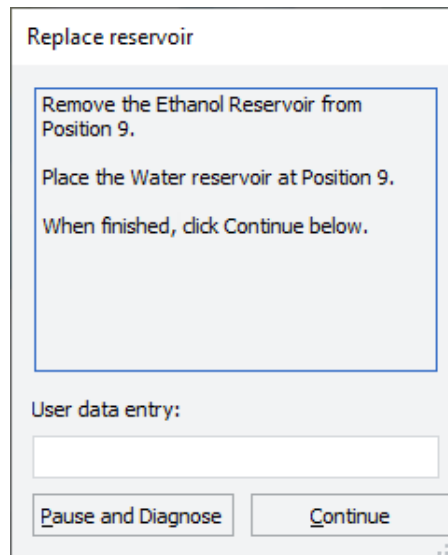 Replace reservoir
Remove the Ethanol Reservoir from
Position 9.
Place the Water reservoir at Position 9.
When finished, click Continue below.
User data entry:
Pause and Diagnose
Continue